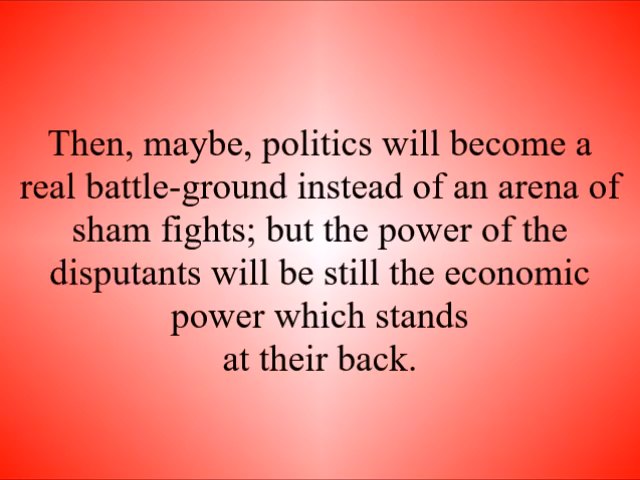 Then, maybe, politics will become a
real battle-ground instead of an arena of
sham fights; but the power of the
disputants will be still the economic
power which stands
at their back.